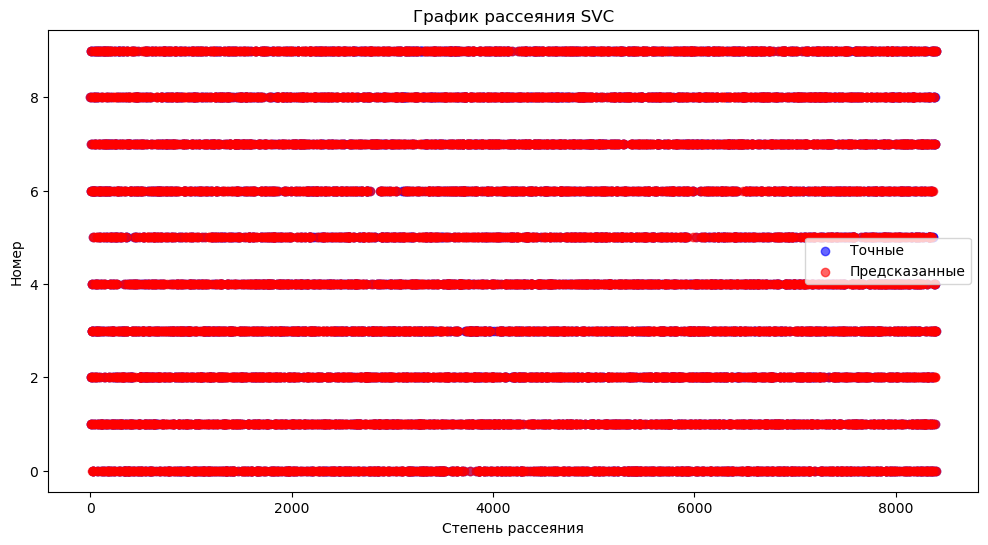 График рассеяния SVC
8
6
4
2
0
Номер
Точные
Предсказанные
0 2000 4000 6000 8000
Степень рассеяния